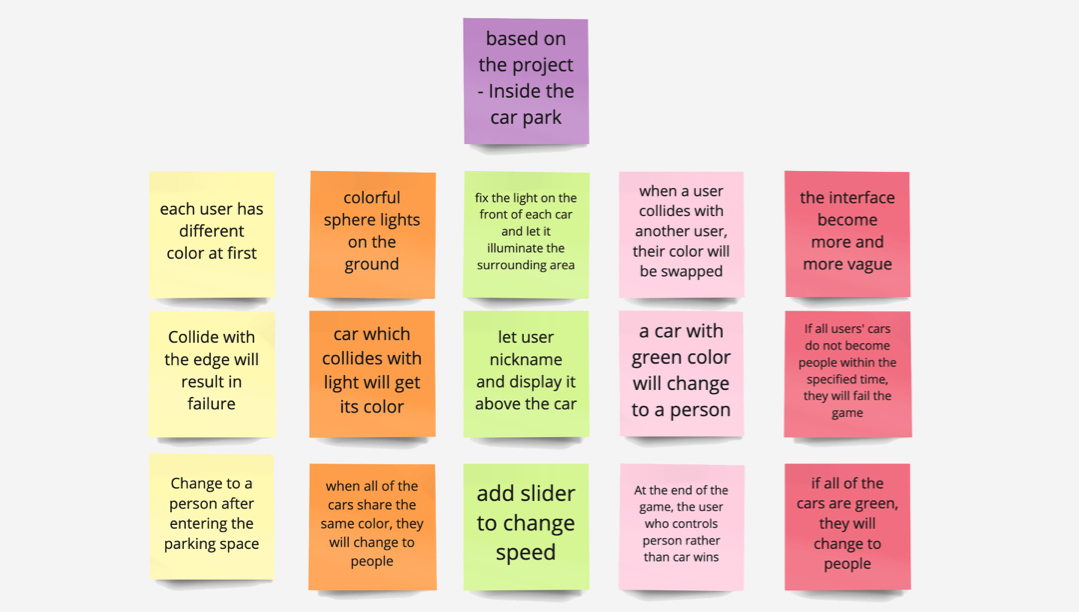 based on
the project
- Inside the
car park
each user has
different
color at first
colorful
sphere lights
on the
ground
fix the light on the
front of each car
and let it
illuminate the
surrounding area
when a user
collides with
another user,
their color will
be swapped
the interface
become
more and
more vague
Collide with
the edge will
result in
failure
car which
collides with
light will get
its color
let user
nickname
and display it
above the car
a car with
green color
will change
to a person
If all users' cars
do not become
people within the
specified time,
they will fail the
game
Change to a
person after
entering the
parking space
when all of the
cars share the
same color, they
will change to
people
add slider
to change
speed
At the end of the
game, the user
who controls
person rather
than car wins
if all of the
cars are green,
they will
change to
people